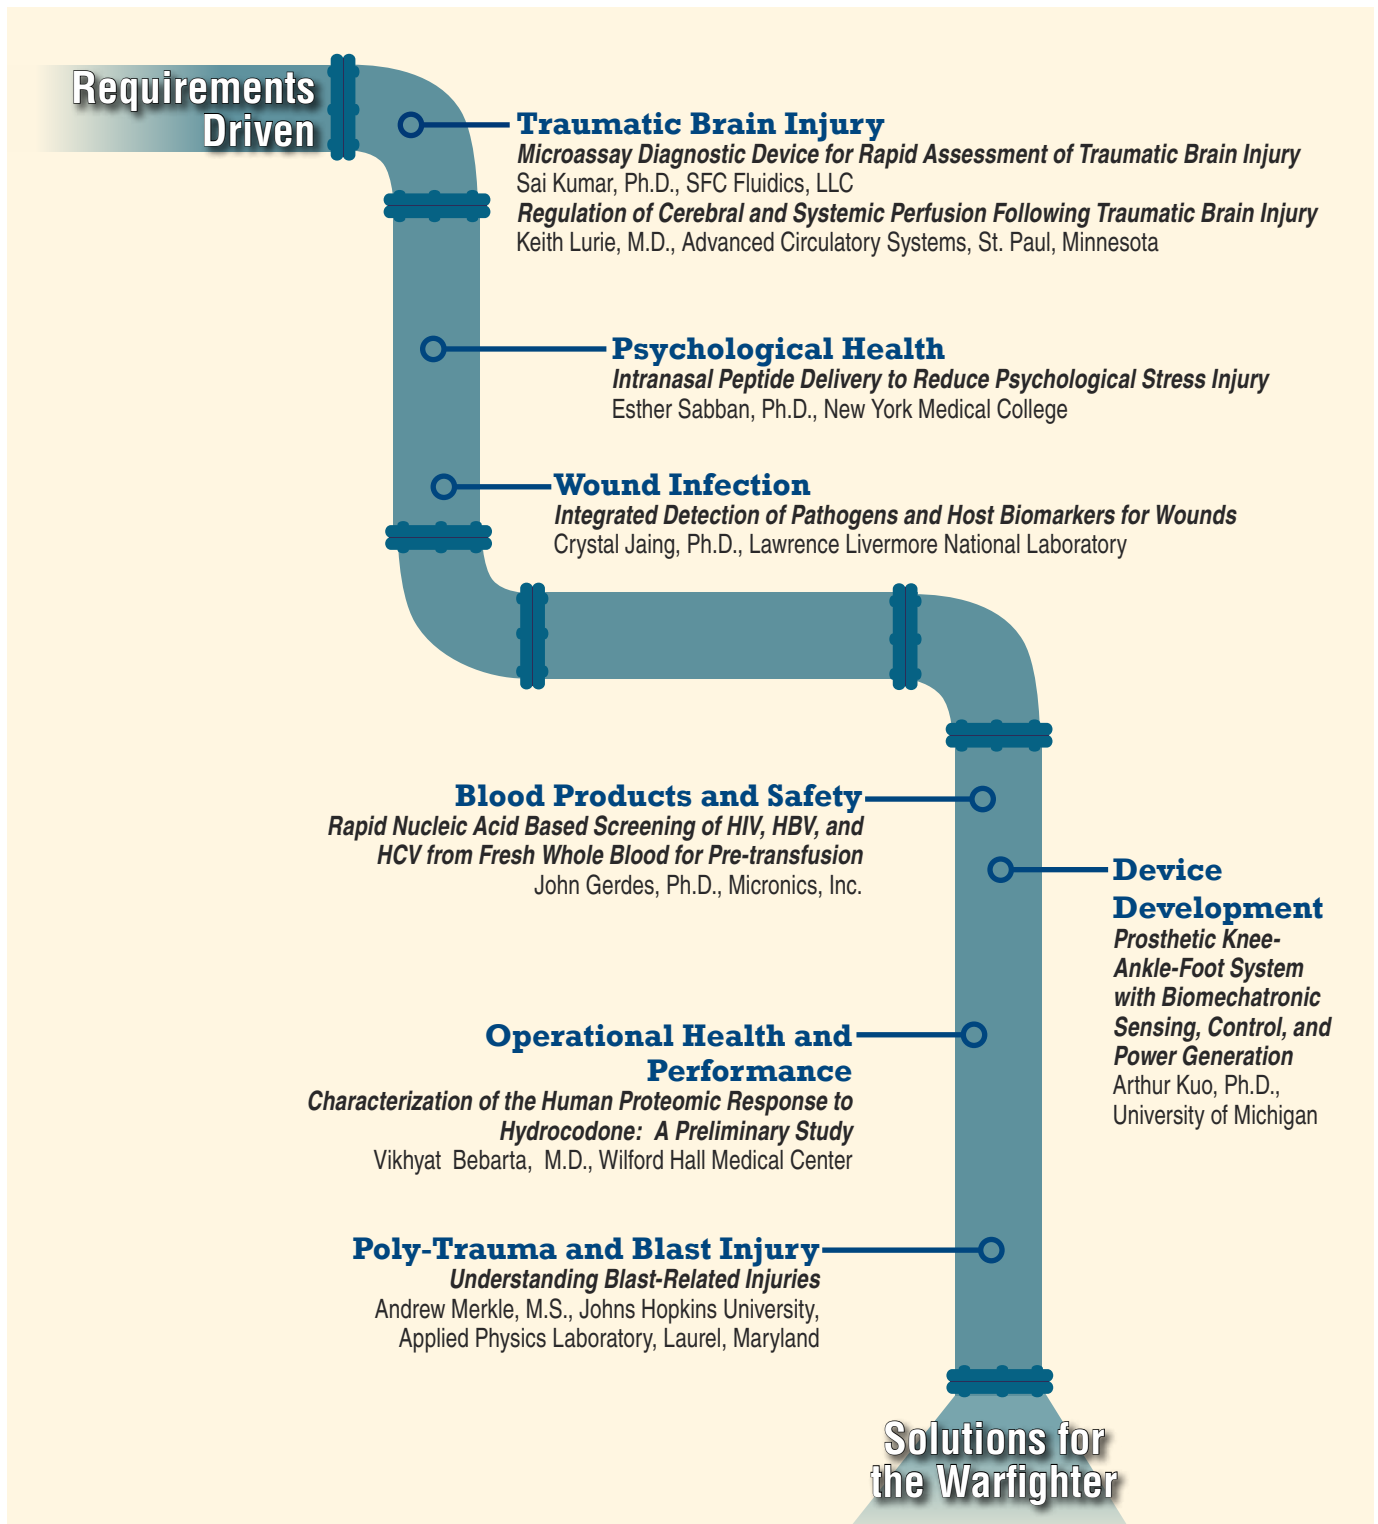 Requirements
Driven
Traumatic Brain Injury
Microassay Diagnostic Device for Rapid Assessment of Traumatic Brain Injury
Sai Kumar, Ph.D., SFC Fluidics, LLC
Regulation of Cerebral and Systemic Perfusion Following Traumatic Brain Injury
Keith Lurie, M.D., Advanced Circulatory Systems, St. Paul, Minnesota
Psychological Health
Intranasal Peptide Delivery to Reduce Psychological Stress Injury
Esther Sabban, Ph.D., New York Medical College
Wound Infection
Integrated Detection of Pathogens and Host Biomarkers for Wounds
Crystal Jaing, Ph.D., Lawrence Livermore National Laboratory
Blood Products and Safety
Rapid Nucleic Acid Based Screening of HIV, HBV, and
HCV from Fresh Whole Blood for Pre-transfusion
John Gerdes, Ph.D., Micronics, Inc.
Device
Development
Prosthetic Knee-
Ankle-Foot System
with Biomechatronic
Sensing, Control, and
Power Generation
Arthur Kuo, Ph.D.,
University of Michigan
Operational Health and
Performance
Characterization of the Human Proteomic Response to
Hydrocodone: A Preliminary Study
Vikhyat Bebarta, M.D., Wilford Hall Medical Center
Poly-Trauma and Blast Injury
Understanding Blast-Related Injuries
Andrew Merkle, M.S., Johns Hopkins University,
Applied Physics Laboratory, Laurel, Maryland
Solutions for
the Warfighter